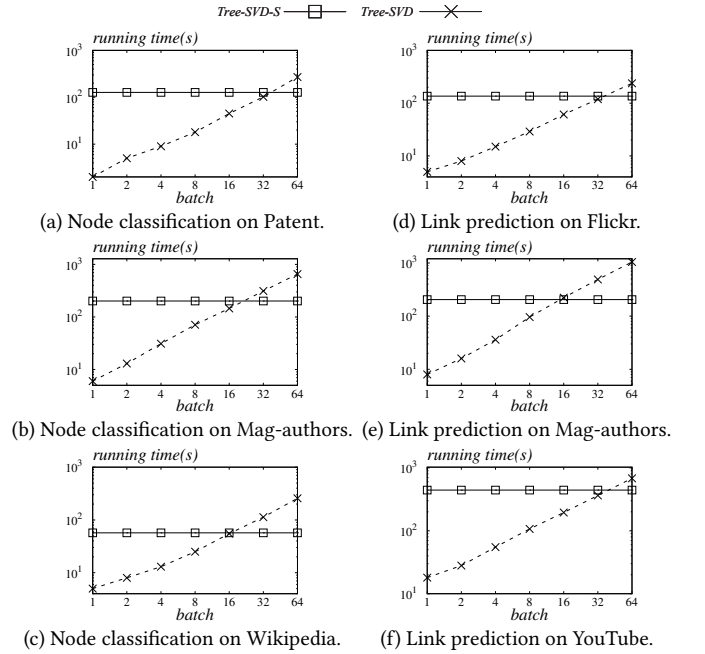 Tree-SVD-S Tree-SVD
running time(s)
10³
10²
10¹
1 2 4 8 16 32 64
batch
(a) Node classification on Patent.
running time(s)
10³
10²
10¹
1 2 4 8 16 32 64
batch
(d) Link prediction on Flickr.
running time(s)
10³
10²
10¹
1 2 4 8 16 32 64
batch
(b) Node classification on Mag-authors.
running time(s)
10³
10²
10¹
1 2 4 8 16 32 64
batch
(e) Link prediction on Mag-authors.
running time(s)
10³
10²
10¹
1 2 4 8 16 32 64
batch
(c) Node classification on Wikipedia.
running time(s)
10³
10²
10¹
1 2 4 8 16 32 64
batch
(f) Link prediction on YouTube.